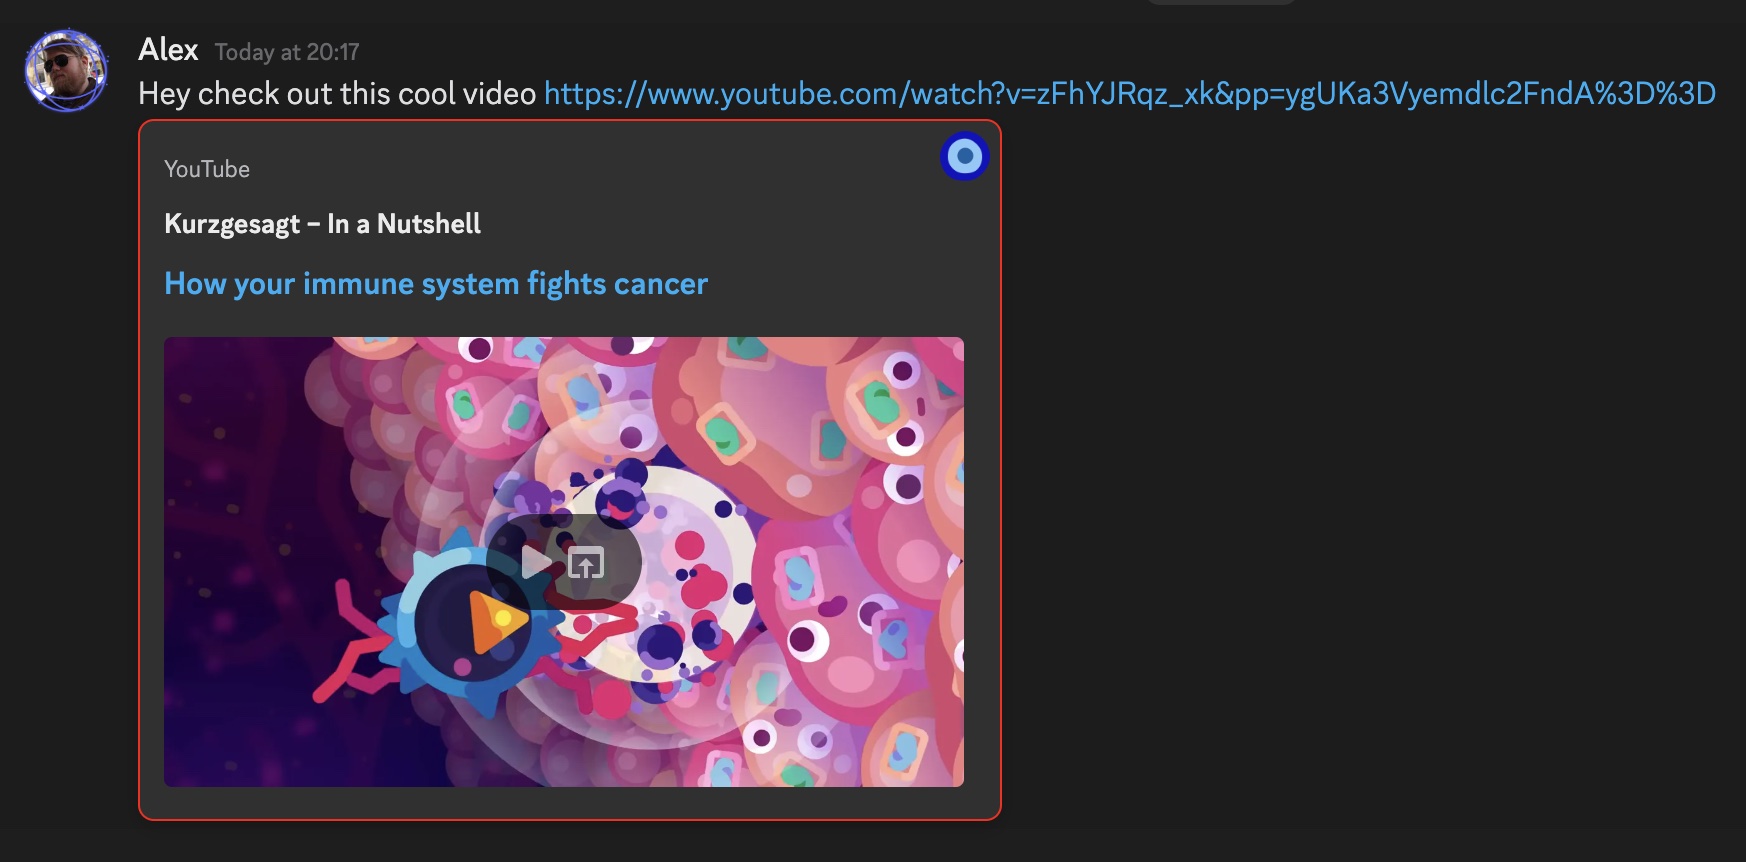 Alex Today at 20:17
Hey check out this cool video https://www.youtube.com/watch?v=zFhYJRqz_xk&pp=ygUKa3Vyemdlc2FndA%3D%3D
YouTube
Kurzgesagt – In a Nutshell
How your immune system fights cancer